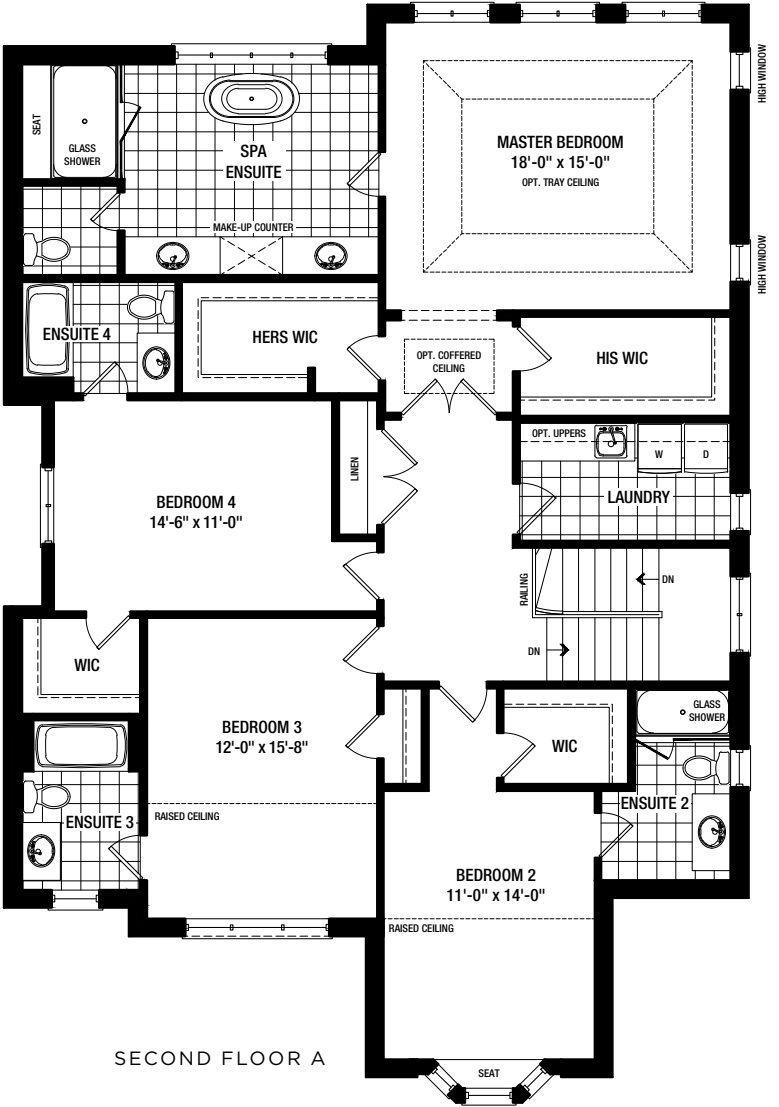 HIGH WINDOW
SEAT
GLASS
SHOWER
SPA
ENSUITE
MASTER BEDROOM
18'-0" x 15'-0"
OPT. TRAY CEILING
MAKE-UP COUNTER
HIGH WINDOW
ENSUITE 4
HERS WIC
OPT. COFFERED
CEILING
HIS WIC
OPT. UPPERS
W
D
LINEN
LAUNDRY
BEDROOM 4
14'-6" x 11'-0"
RAILING
DN
DN
WIC
BEDROOM 3
12'-0" x 15'-8"
WIC
GLASS
SHOWER
ENSUITE 2
ENSUITE 3
RAISED CEILING
BEDROOM 2
11'-0" x 14'-0"
RAISED CEILING
SECOND FLOOR A
SEAT